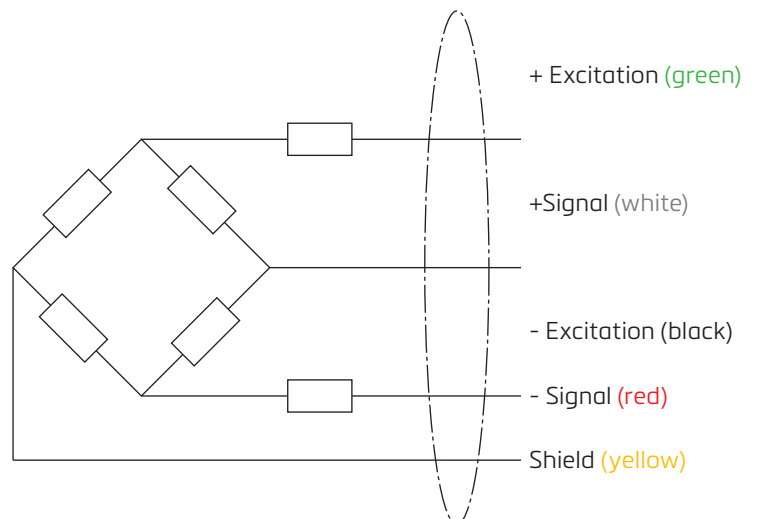 + Excitation (green)
+Signal (white)
- Excitation (black)
- Signal (red)
Shield (yellow)